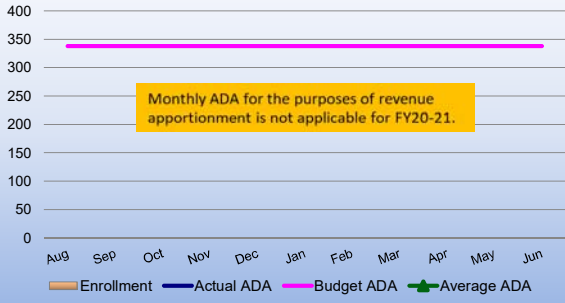 400
350
300
250
200
150
100
50
0
Monthly ADA for the purposes of revenue
apportionment is not applicable for FY20-21.
Aug Sep Oct Nov Dec Jan Feb Mar Apr May Jun
Enrollment Actual ADA Budget ADA Average ADA